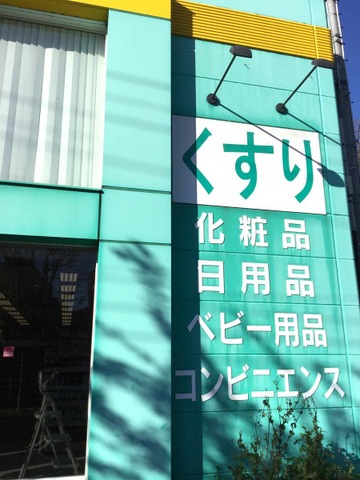 くすり
化粧品
日用品
ベビー用品
コンビニエンス